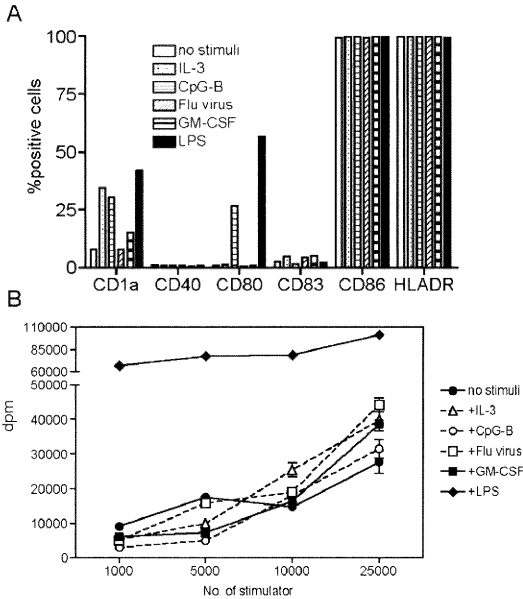 A
100
75
50
25
0
%positive cells
no stimuli
IL-3
CpG-B
Flu virus
GM-CSF
LPS
CD1a CD40 CD80 CD83 CD86 HLADR
B
110000
85000
60000
50000
40000
30000
20000
10000
0
dpm
1000 5000 10000 25000
No. of stimulator
no stimuli
+IL-3
+CpG-B
+Flu virus
+GM-CSF
+LPS